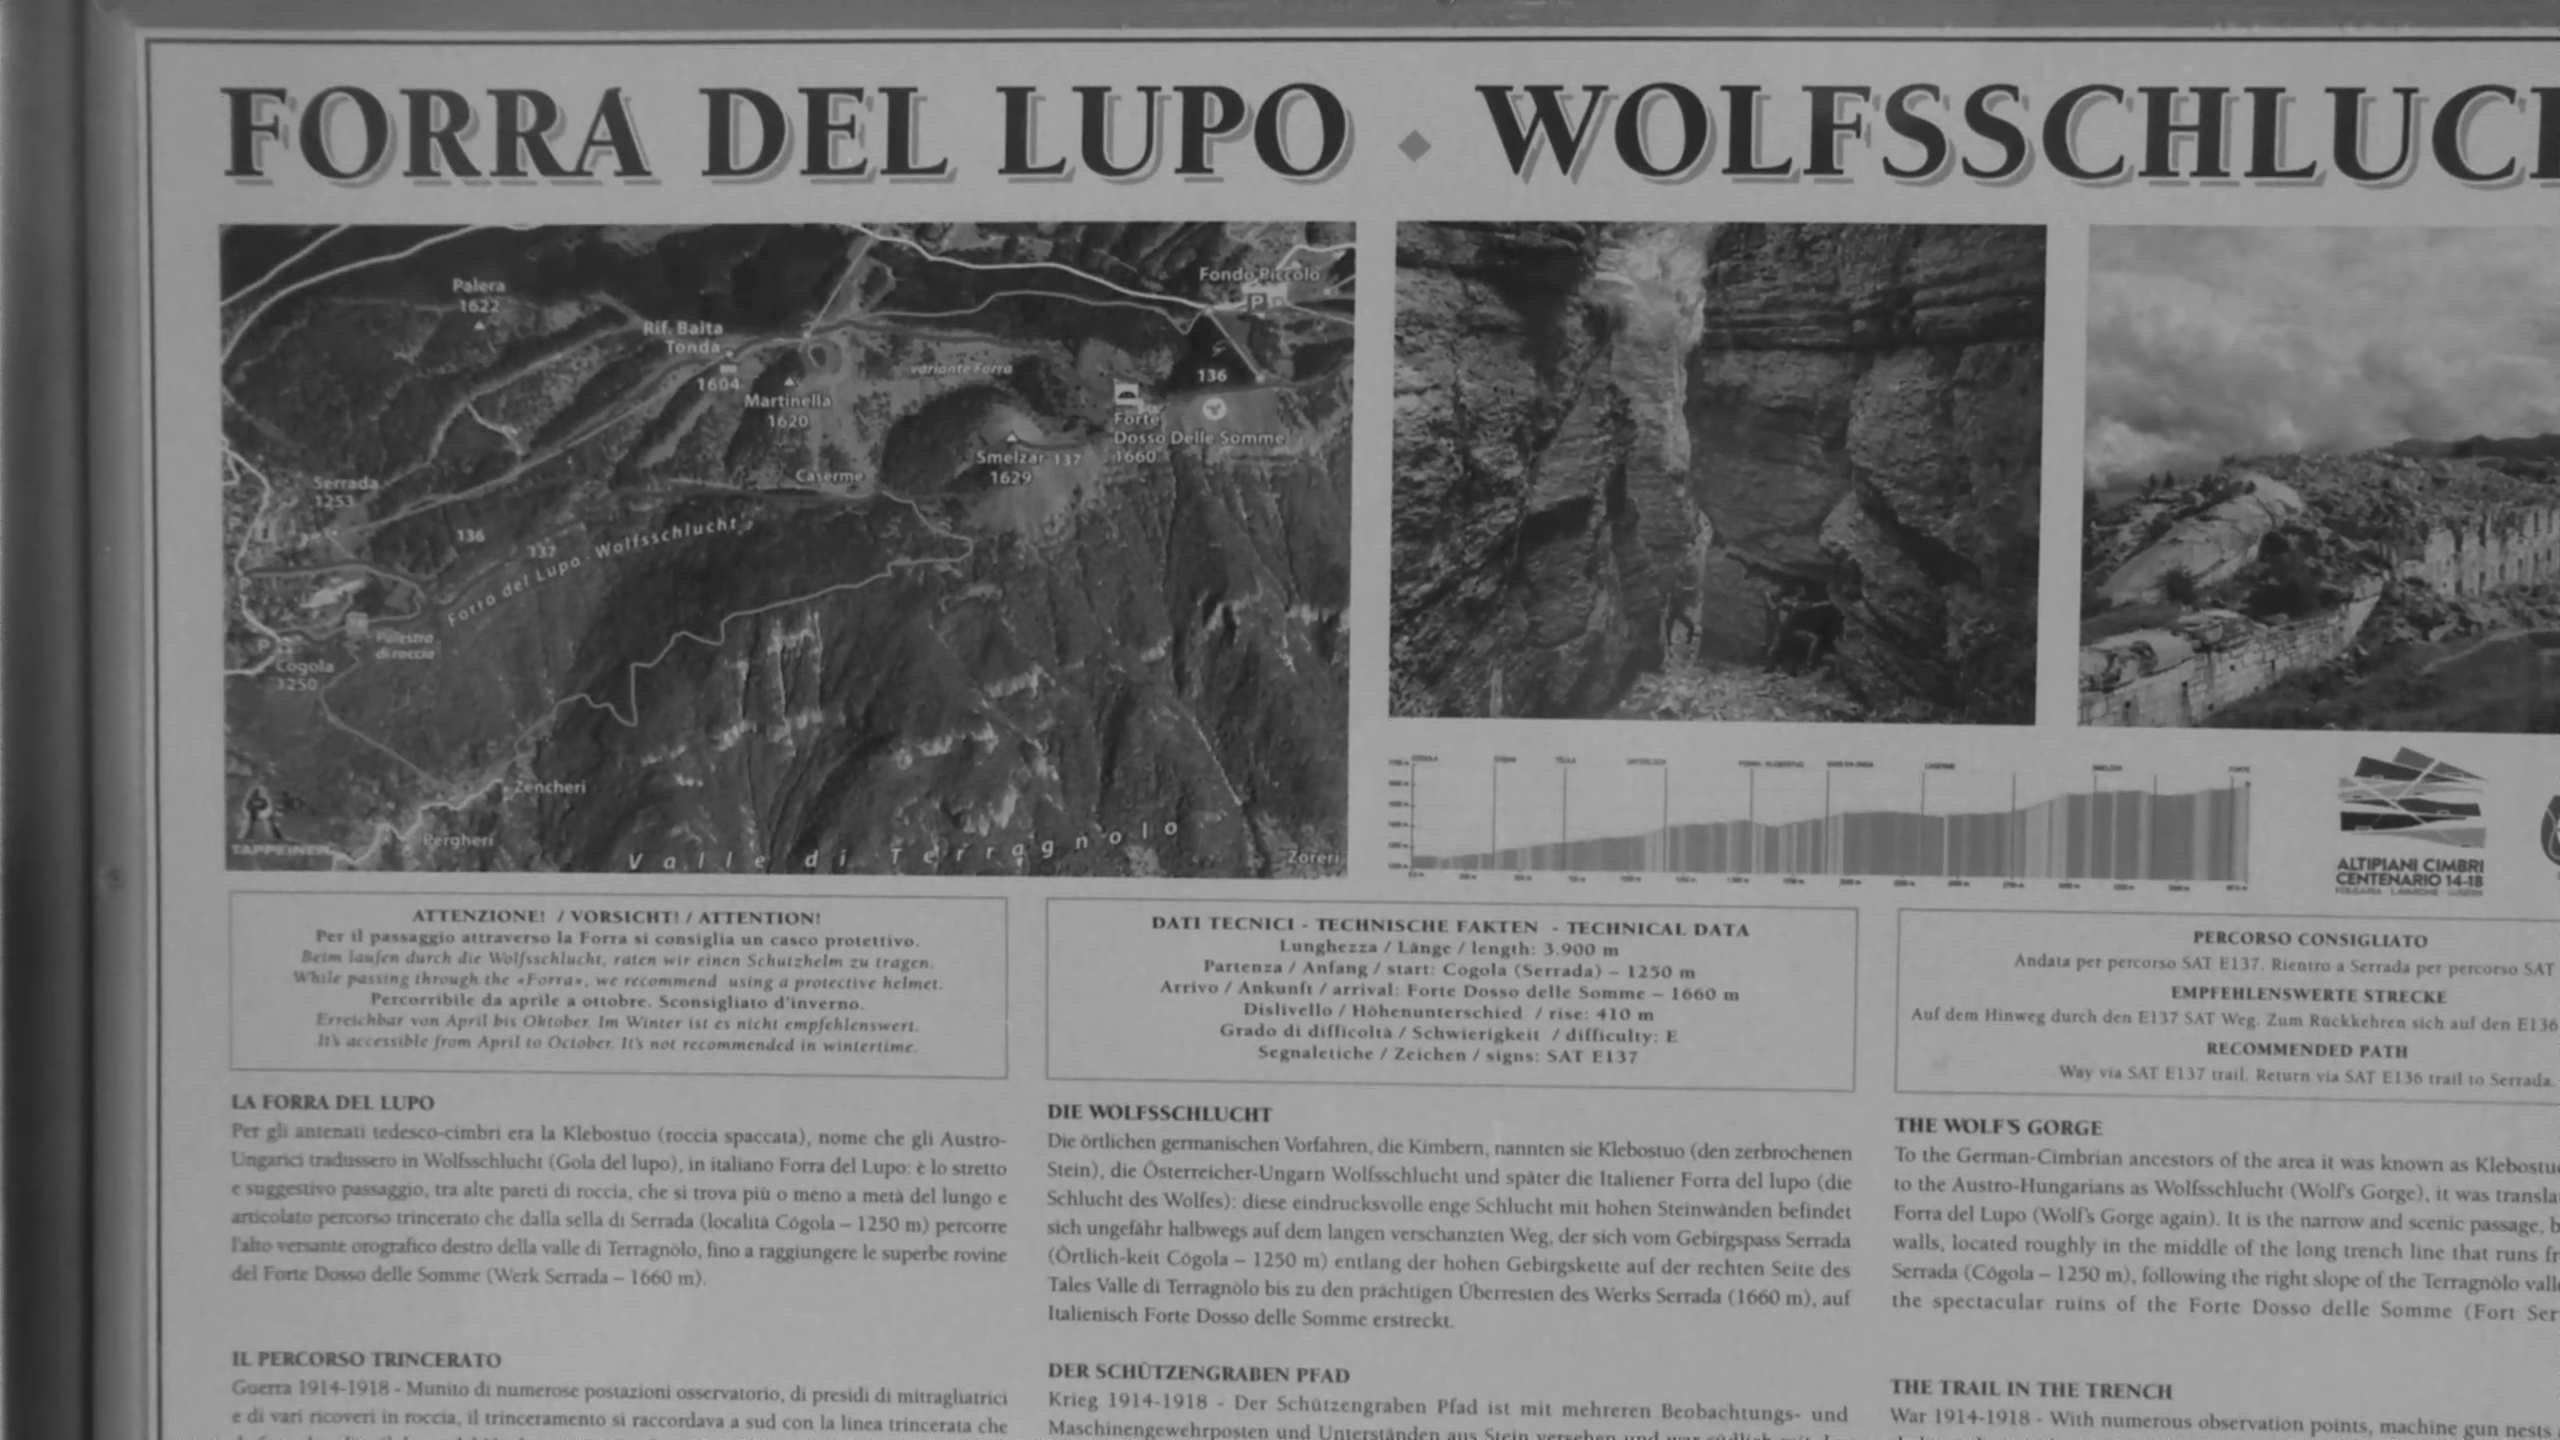 FORRA DEL LUPO ◆ WOLFSSCHLUC
Palera
1622
Rif. Baita
Tonda
1604
Martinella
1620
variante Forra
Fondo Piccolo
P
136
Forte
Dosso Delle Somme
1660
Smelzar 137
1629
Caserme
Serrada
1253
136
137
Forra del Lupo - Wolfsschlucht
P
Palestra
di roccia
P
Cògola
1250
Zencheri
Pergheri
TAPPEINER
Valle di Terragnolo
Zoreri
ALTIPIANI CIMBRI
CENTENARIO 14-18
ATTENZIONE! / VORSICHT! / ATTENTION!
Per il passaggio attraverso la Forra si consiglia un casco protettivo.
Beim laufen durch die Wolfsschlucht, raten wir einen Schutzhelm zu tragen.
While passing through the «Forra», we recommend using a protective helmet.
Percorribile da aprile a ottobre. Sconsigliato d'inverno.
Erreichbar von April bis Oktober. Im Winter ist es nicht empfehlenswert.
It's accessible from April to October. It's not recommended in wintertime.
DATI TECNICI - TECHNISCHE FAKTEN - TECHNICAL DATA
Lunghezza / Länge / length: 3.900 m
Partenza / Anfang / start: Cogola (Serrada) – 1250 m
Arrivo / Ankunft / arrival: Forte Dosso delle Somme – 1660 m
Dislivello / Höhenunterschied / rise: 410 m
Grado di difficoltà / Schwierigkeit / difficulty: E
Segnaletiche / Zeichen / signs: SAT E137
PERCORSO CONSIGLIATO
Andata per percorso SAT E137. Rientro a Serrada per percorso SAT
EMPFEHLENSWERTE STRECKE
Auf dem Hinweg durch den E137 SAT Weg. Zum Rückkehren sich auf den E136
RECOMMENDED PATH
Way via SAT E137 trail. Return via SAT E136 trail to Serrada.
LA FORRA DEL LUPO
Per gli antenati tedesco-cimbri era la Klebostuo (roccia spaccata), nome che gli Austro-
Ungarici tradussero in Wolfsschlucht (Gola del lupo), in italiano Forra del Lupo: è lo stretto
e suggestivo passaggio, tra alte pareti di roccia, che si trova più o meno a metà del lungo e
articolato percorso trincerato che dalla sella di Serrada (località Cógola – 1250 m) percorre
l'alto versante orografico destro della valle di Terragnòlo, fino a raggiungere le superbe rovine
del Forte Dosso delle Somme (Werk Serrada – 1660 m).
IL PERCORSO TRINCERATO
Guerra 1914-1918 - Munito di numerose postazioni osservatorio, di presidi di mitragliatrici
e di vari ricoveri in roccia, il trinceramento si raccordava a sud con la linea trincerata che
DIE WOLFSSCHLUCHT
Die örtlichen germanischen Vorfahren, die Kimbern, nannten sie Klebostuo (den zerbrochenen
Stein), die Österreicher-Ungarn Wolfsschlucht und später die Italiener Forra del lupo (die
Schlucht des Wolfes): diese eindrucksvolle enge Schlucht mit hohen Steinwänden befindet
sich ungefähr halbwegs auf dem langen verschanzten Weg, der sich vom Gebirgspass Serrada
(Örtlich-keit Cógola – 1250 m) entlang der hohen Gebirgskette auf der rechten Seite des
Tales Valle di Terragnòlo bis zu den prächtigen Überresten des Werks Serrada (1660 m), auf
Italienisch Forte Dosso delle Somme erstreckt.
DER SCHÜTZENGRABEN PFAD
Krieg 1914-1918 - Der Schützengraben Pfad ist mit mehreren Beobachtungs- und
Maschinengewehrposten und Unterständen aus Stein versehen und war südlich
THE WOLF'S GORGE
To the German-Cimbrian ancestors of the area it was known as Klebostu
to the Austro-Hungarians as Wolfsschlucht (Wolf's Gorge), it was transla
Forra del Lupo (Wolf's Gorge again). It is the narrow and scenic passage, b
walls, located roughly in the middle of the long trench line that runs fr
Serrada (Cógola – 1250 m), following the right slope of the Terragnòlo vall
the spectacular ruins of the Forte Dosso delle Somme (Fort Ser
THE TRAIL IN THE TRENCH
War 1914-1918 - With numerous observation points, machine gun nests